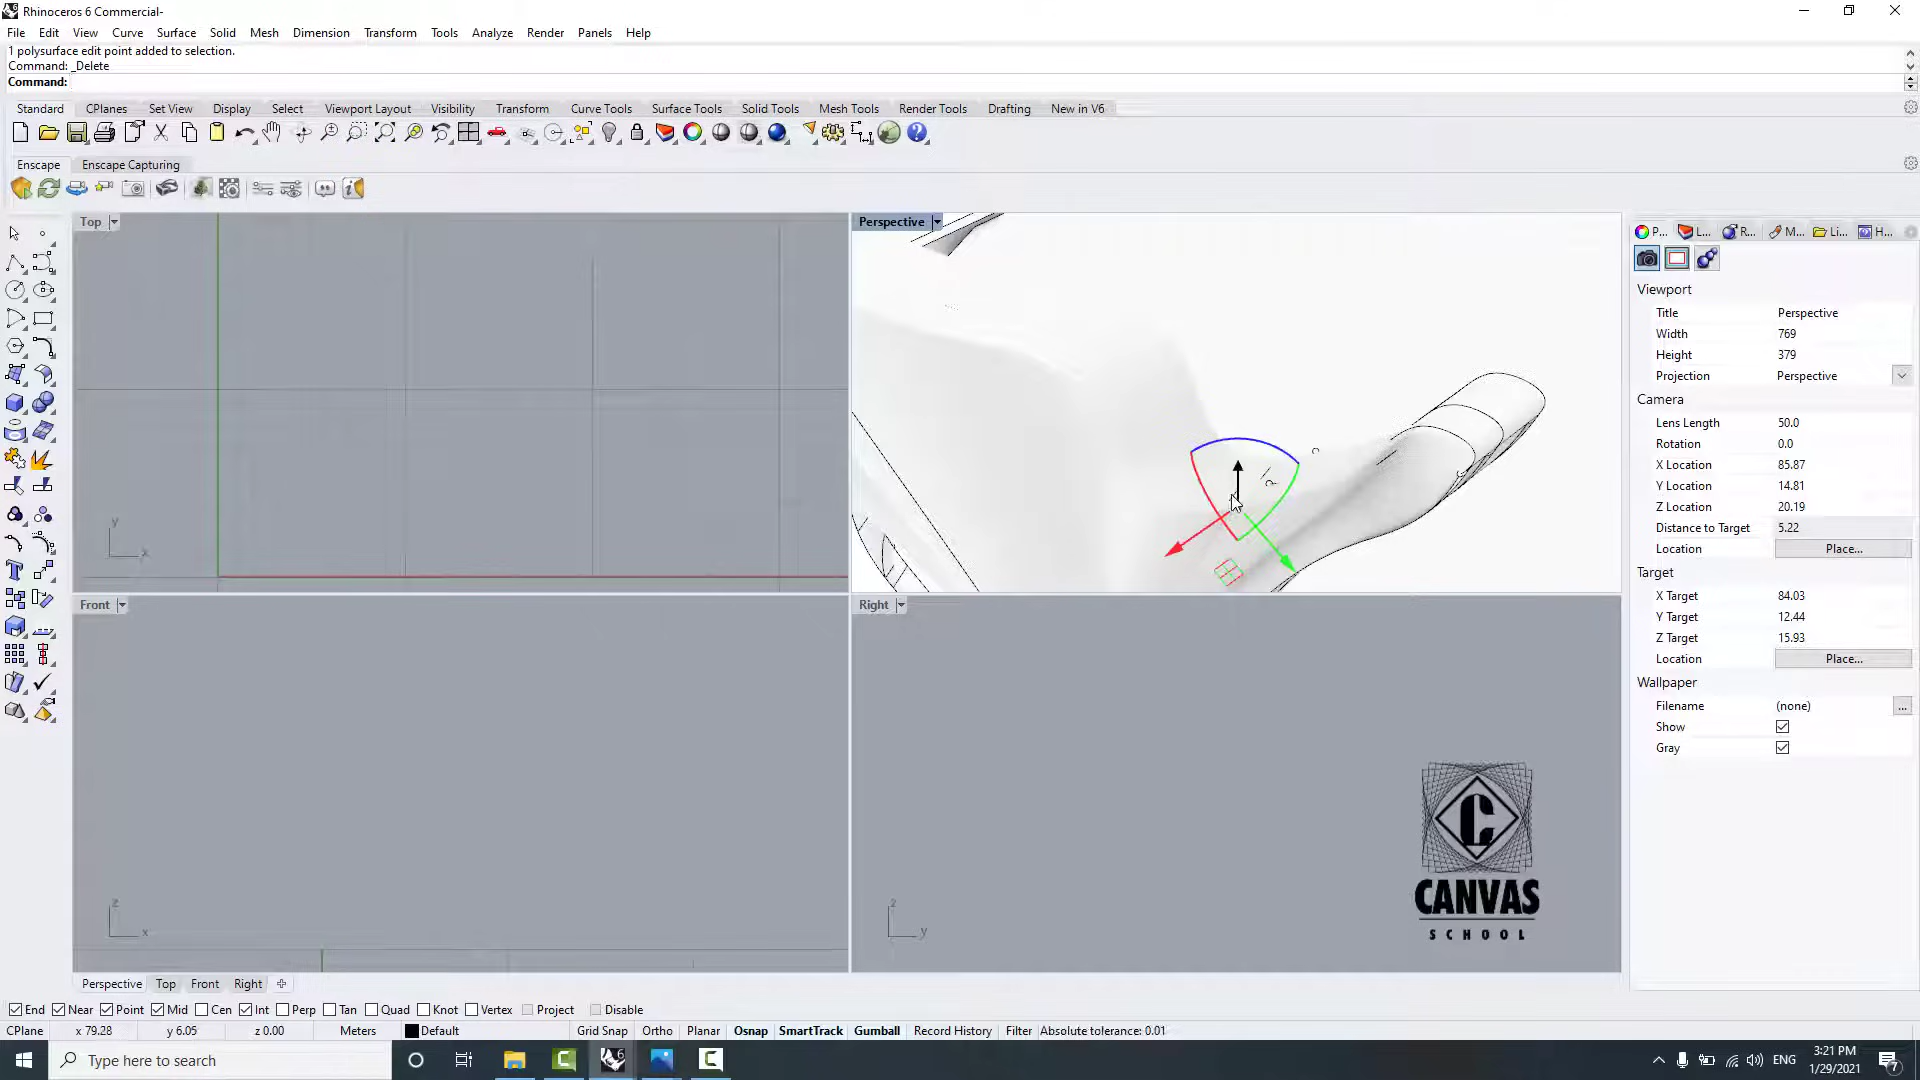 Rhinoceros 6 Commercial-
File Edit View Curve Surface Solid Mesh Dimension Transform Tools Analyze Render Panels Help
1 polysurface edit point added to selection.
Command: _Delete
Command:
Standard CPlanes Set View Display Select Viewport Layout Visibility Transform Curve Tools Surface Tools Solid Tools Mesh Tools Render Tools Drafting New in V6
Enscape Enscape Capturing
Top
Perspective
P... L... R... M... Li... H...
Viewport
Title Perspective
Width 769
Height 379
Projection Perspective
Camera
Lens Length 50.0
Rotation 0.0
X Location 85.87
Y Location 14.81
Z Location 20.19
Distance to Target 5.22
Location Place...
Target
X Target 84.03
Y Target 12.44
Z Target 15.93
Location Place...
Wallpaper
Filename (none) ...
Show
Gray
y
x
Front
Right
z
x
z
y
C
CANVAS
SCHOOL
Perspective Top Front Right
End Near Point Mid Cen Int Perp Tan Quad Knot Vertex Project Disable
CPlane x 79.28 y 6.05 z 0.00 Meters Default Grid Snap Ortho Planar Osnap SmartTrack Gumball Record History Filter Absolute tolerance: 0.01
Type here to search
ENG
3:21 PM
1/29/2021
7